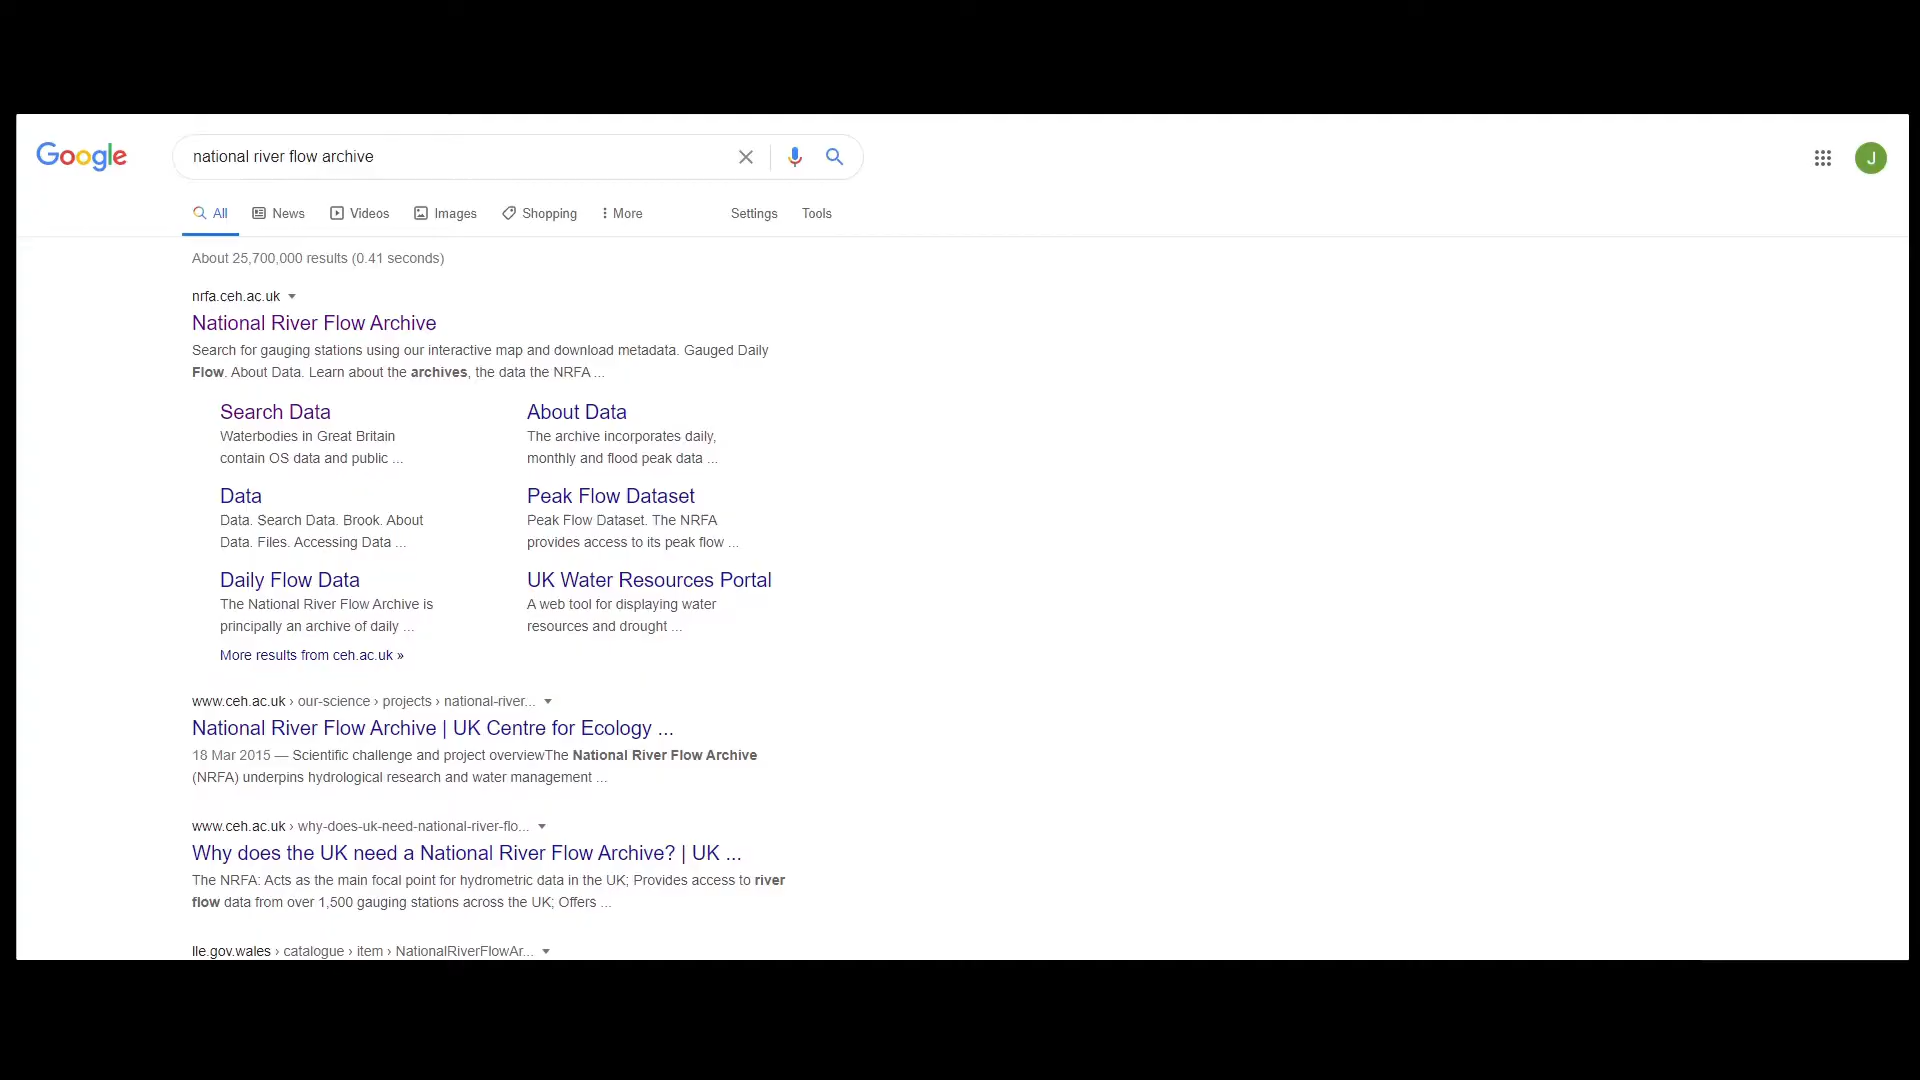 Google
national river flow archive
J
All
News
Videos
Images
Shopping
More
Settings
Tools
About 25,700,000 results (0.41 seconds)
nrfa.ceh.ac.uk
National River Flow Archive
Search for gauging stations using our interactive map and download metadata. Gauged Daily
Flow. About Data. Learn about the archives, the data the NRFA ...
Search Data
Waterbodies in Great Britain
contain OS data and public ...
About Data
The archive incorporates daily,
monthly and flood peak data ...
Data
Data. Search Data. Brook. About
Data. Files. Accessing Data ...
Peak Flow Dataset
Peak Flow Dataset. The NRFA
provides access to its peak flow ...
Daily Flow Data
The National River Flow Archive is
principally an archive of daily ...
UK Water Resources Portal
A web tool for displaying water
resources and drought ...
More results from ceh.ac.uk »
www.ceh.ac.uk › our-science › projects › national-river...
National River Flow Archive | UK Centre for Ecology ...
18 Mar 2015 — Scientific challenge and project overviewThe National River Flow Archive
(NRFA) underpins hydrological research and water management ...
www.ceh.ac.uk › why-does-uk-need-national-river-flo...
Why does the UK need a National River Flow Archive? | UK ...
The NRFA: Acts as the main focal point for hydrometric data in the UK; Provides access to river
flow data from over 1,500 gauging stations across the UK; Offers ...
lle.gov.wales › catalogue › item › NationalRiverFlowAr...